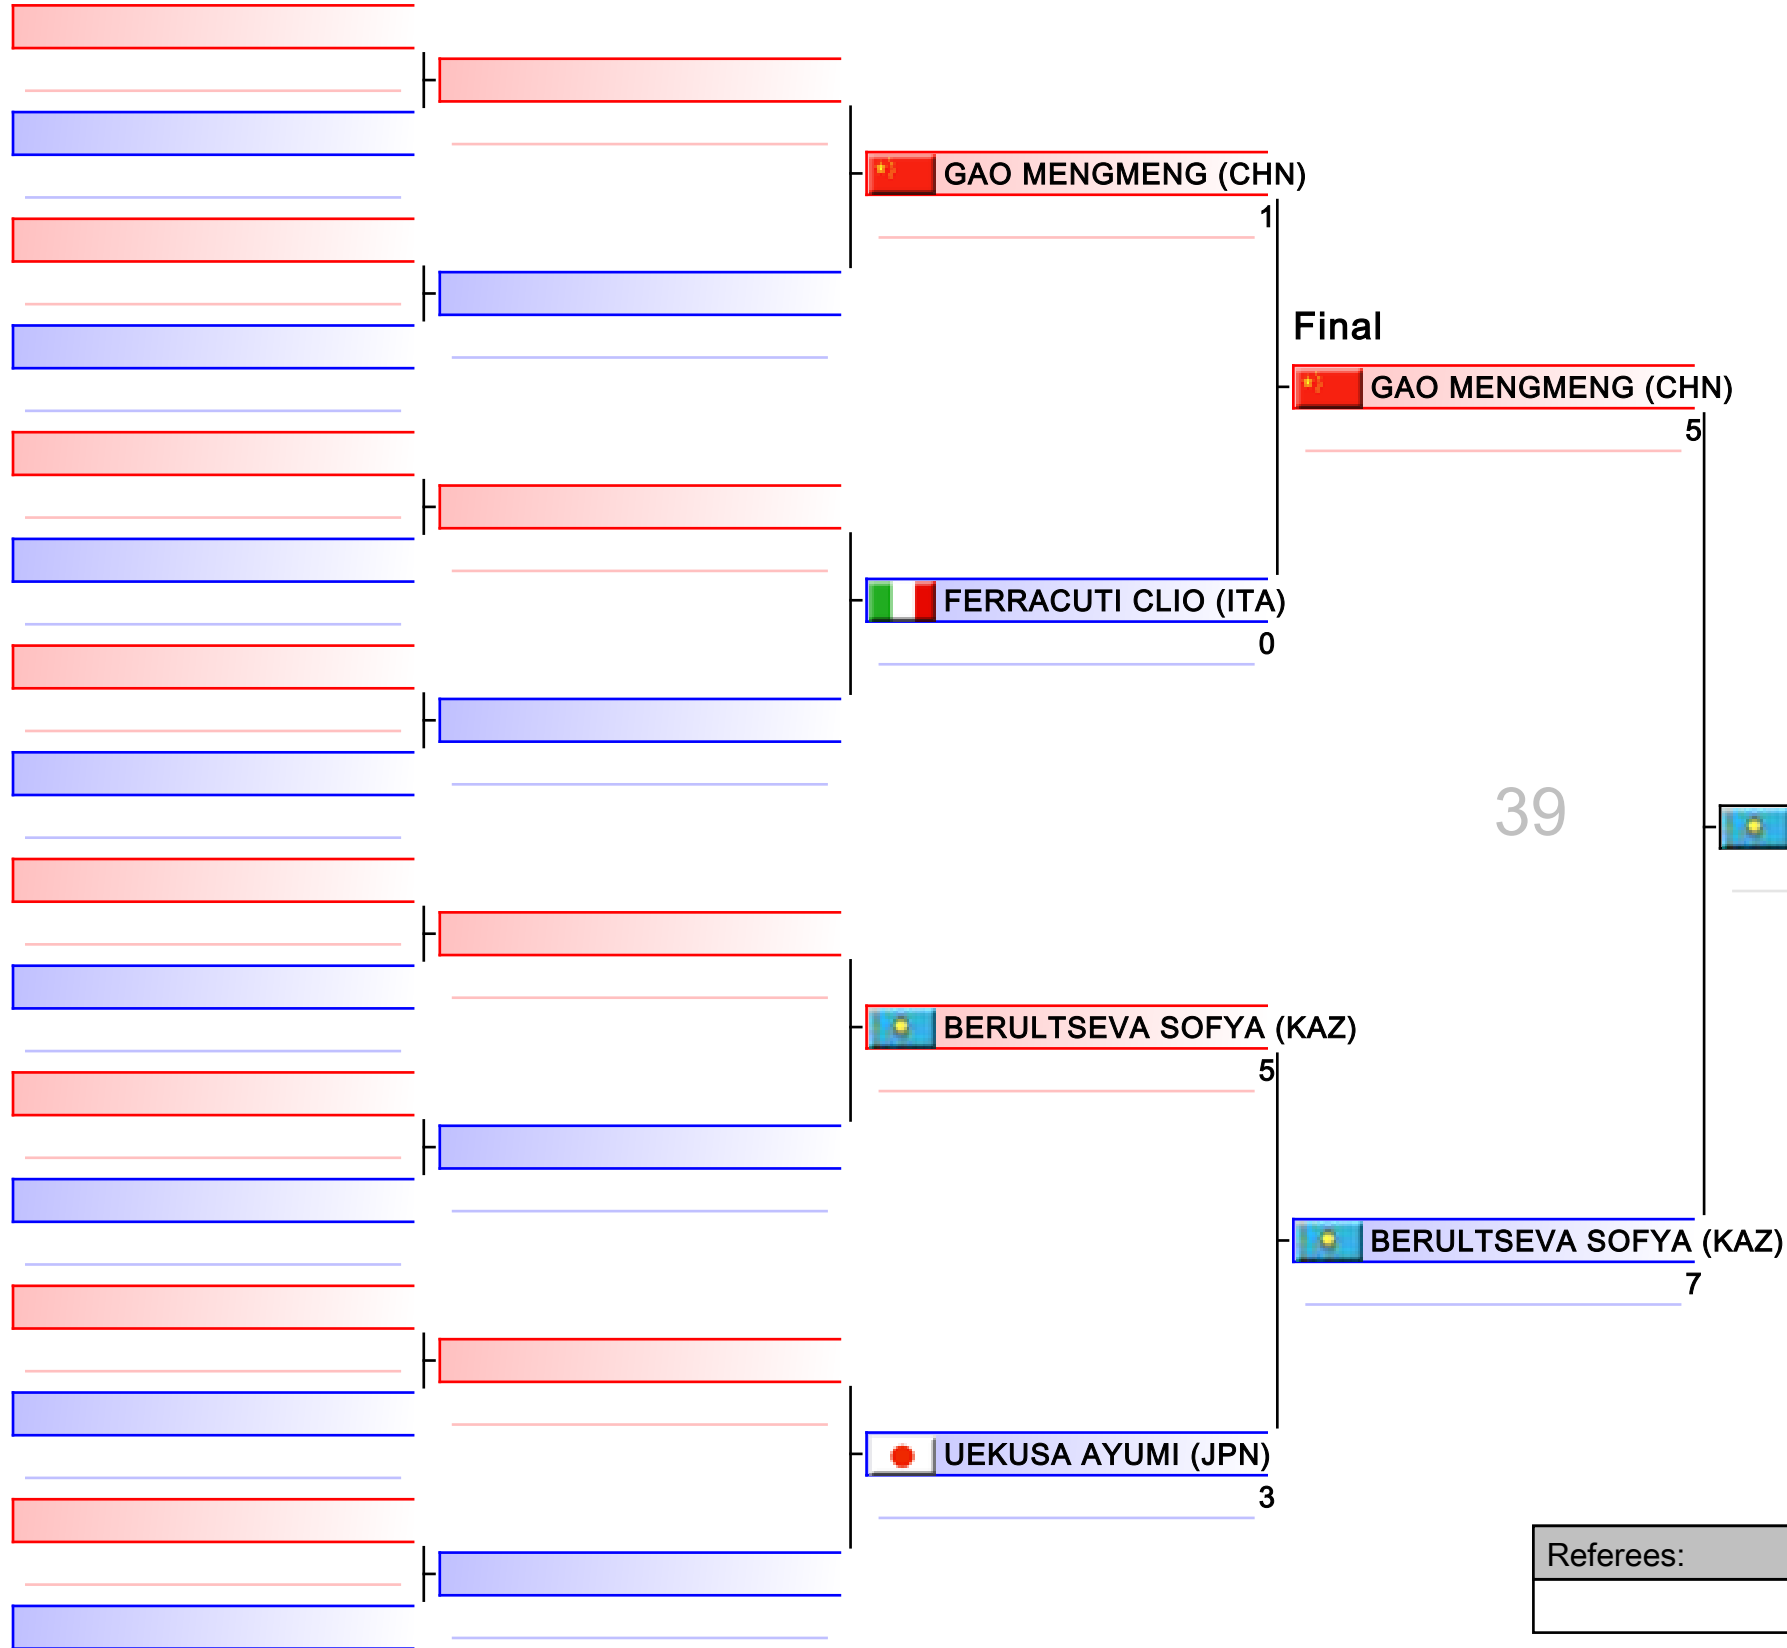 GAO MENGMENG (CHN)
1
Final
GAO MENGMENG (CHN)
5
FERRACUTI CLIO (ITA)
0
39
BERULTSEVA SOFYA (KAZ)
5
BERULTSEVA SOFYA (KAZ)
7
UEKUSA AYUMI (JPN)
3
Referees: